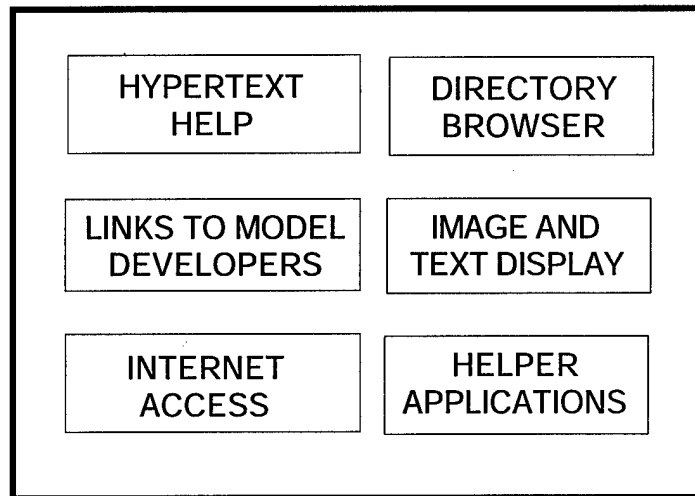 HYPERTEXT
HELP
DIRECTORY
BROWSER
LINKS TO MODEL
DEVELOPERS
IMAGE AND
TEXT DISPLAY
INTERNET
ACCESS
HELPER
APPLICATIONS